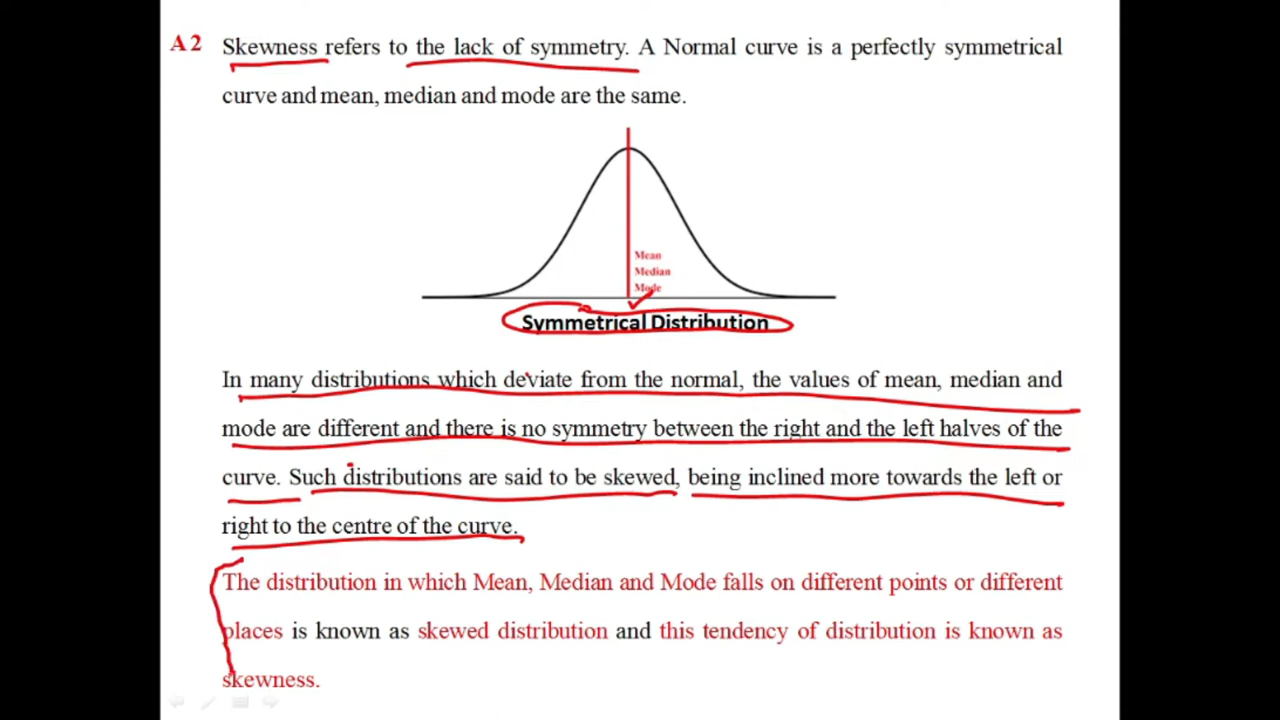 A 2 Skewness refers to the lack of symmetry. A Normal curve is a perfectly symmetrical
curve and mean, median and mode are the same.
Mean
Median
Mode
Symmetrical Distribution
In many distributions which deviate from the normal, the values of mean, median and
mode are different and there is no symmetry between the right and the left halves of the
curve. Such distributions are said to be skewed, being inclined more towards the left or
right to the centre of the curve.
The distribution in which Mean, Median and Mode falls on different points or different
places is known as skewed distribution and this tendency of distribution is known as
skewness.